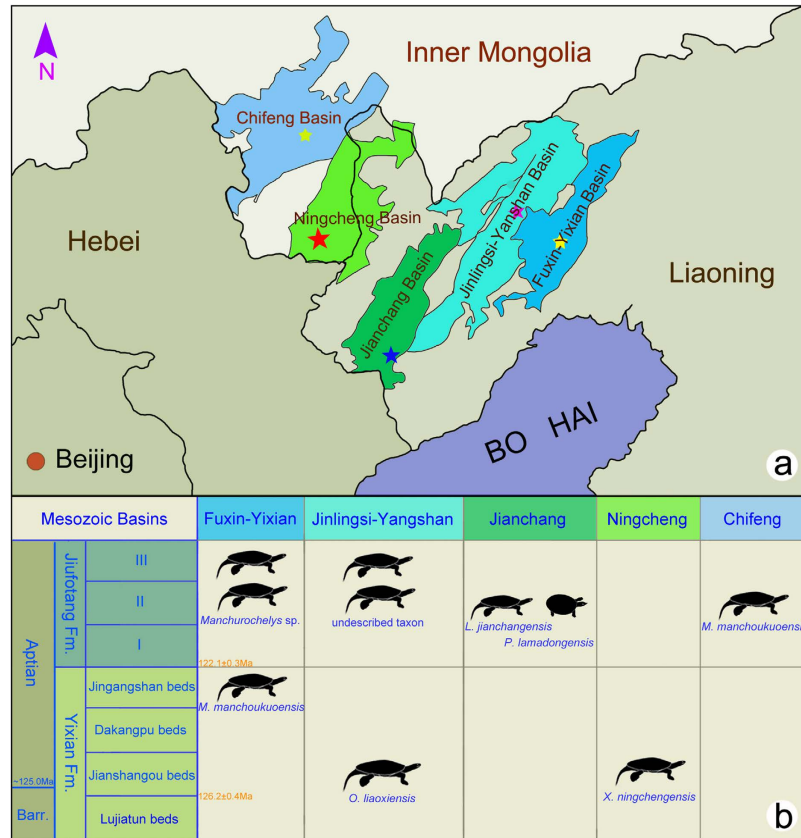 N
Inner Mongolia
Chifeng Basin
Ningcheng Basin
Hebei
Jianchang Basin
Jinlingsi-Yanshan Basin
Fuxin-Yixian Basin
Liaoning
BO HAI
Beijing
a
Mesozoic Basins Fuxin-Yixian Jinlingsi-Yangshan Jianchang Ningcheng Chifeng
Aptian
Barr.
~125.0Ma
Jiufotang Fm.
Yixian Fm.
III
II
I
Jingangshan beds
Dakangpu beds
Jianshangou beds
Lujiatun beds
Manchurochelys sp.
122.1±0.3Ma
M. manchoukuoensis
126.2±0.4Ma
undescribed taxon
O. liaoxiensis
L. jianchangensis
P. lamadongensis
X. ningchengensis
M. manchoukuoensi
b